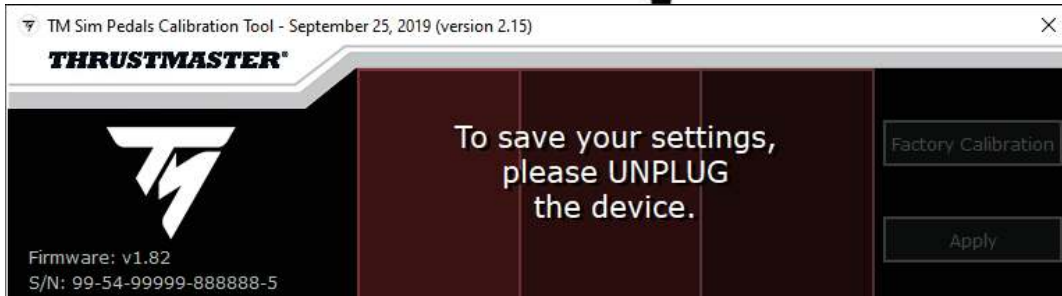 TM Sim Pedals Calibration Tool - September 25, 2019 (version 2.15)
THRUSTMASTER®
To save your settings,
please UNPLUG
the device.
Factory Calibration
Apply
Firmware: v1.82
S/N: 99-54-99999-888888-5